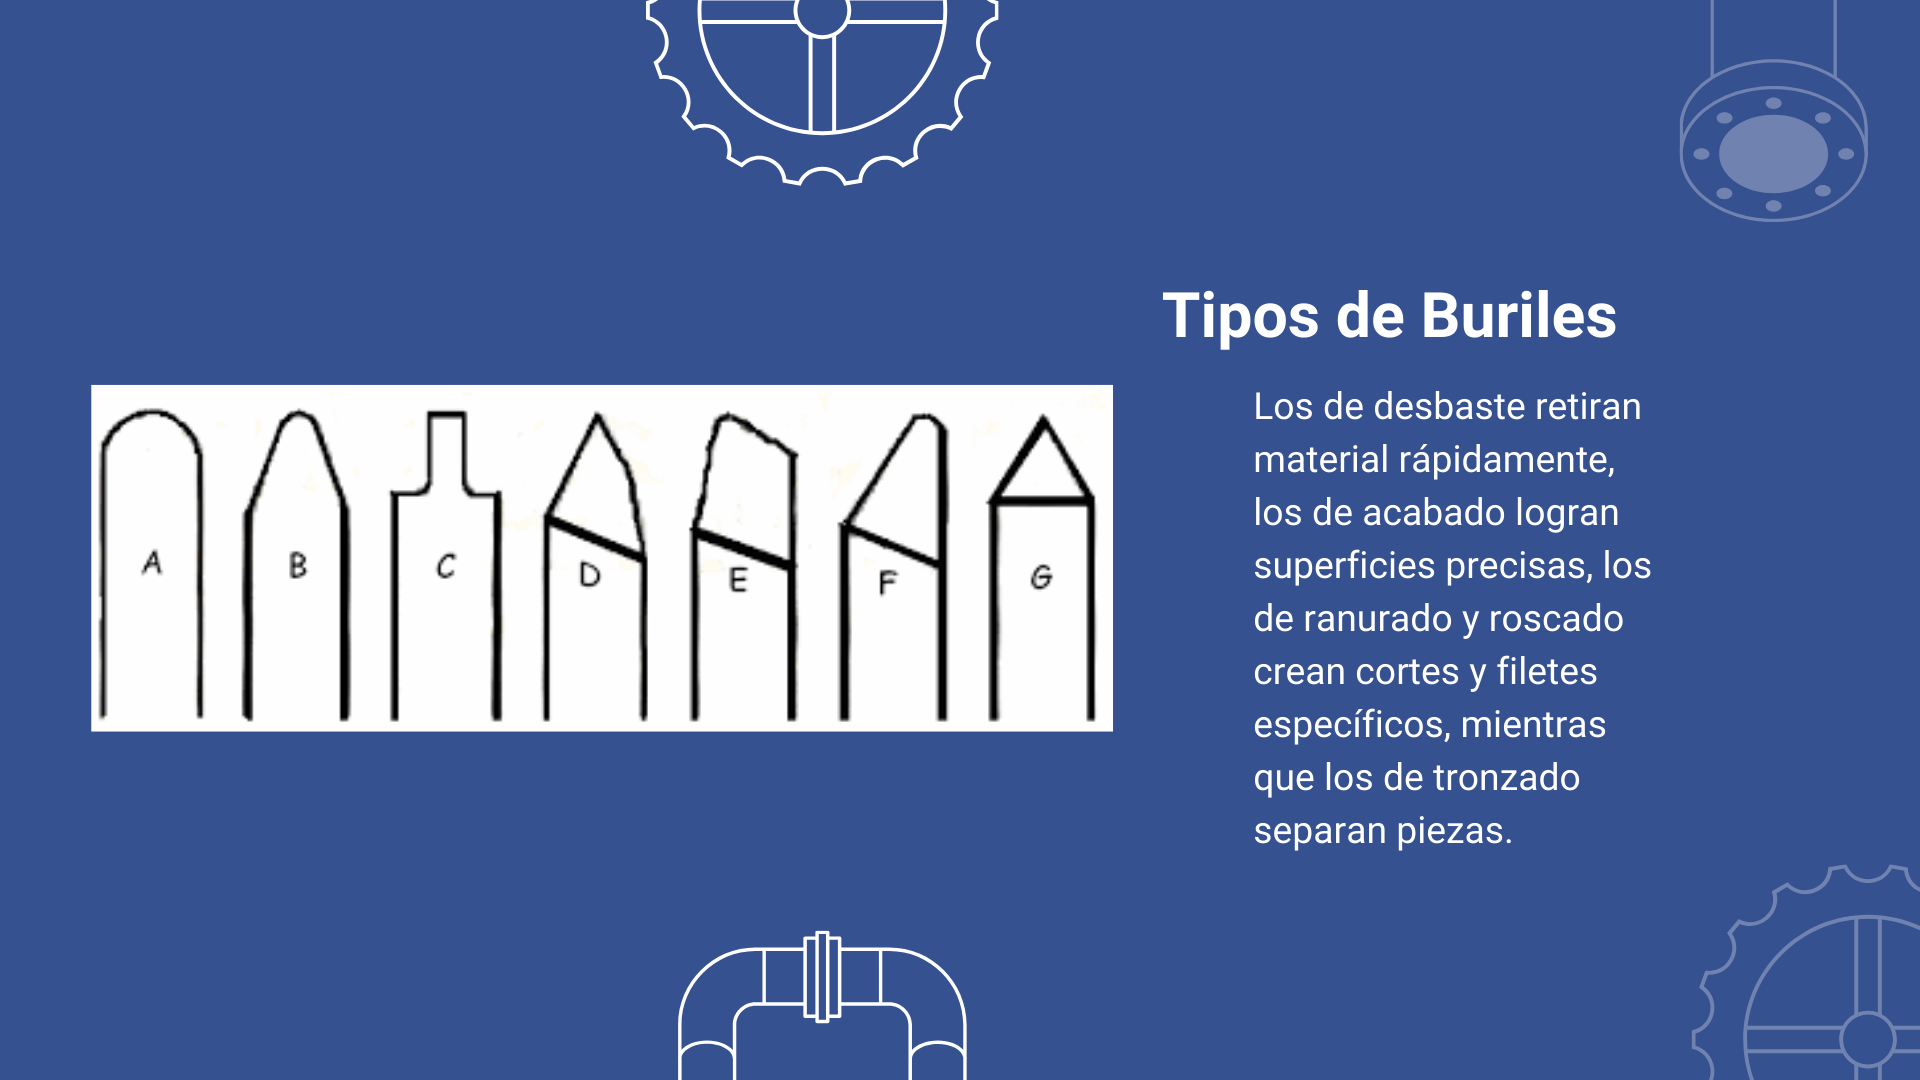 Tipos de Buriles
A B C D E F G
Los de desbaste retiran
material rápidamente,
los de acabado logran
superficies precisas, los
de ranurado y roscado
crean cortes y filetes
específicos, mientras
que los de tronzado
separan piezas.